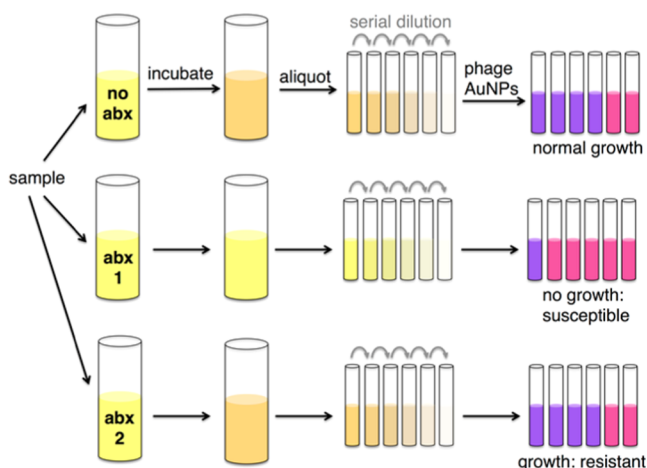 serial dilution
no
abx
incubate
aliquot
phage
AuNPs
normal growth
sample
abx
1
no growth:
susceptible
abx
2
growth: resistant